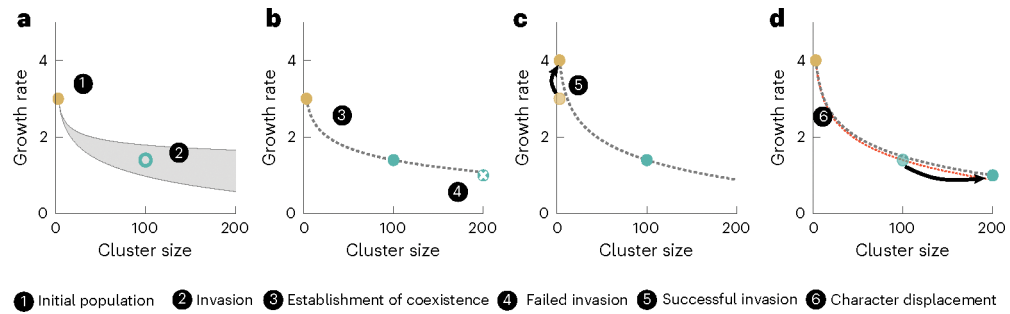 a b c d
1 5 6
2 3 4
Growth rate Growth rate Growth rate Growth rate
4 4 4 4
2 2 2 2
0 0 0 0
0 100 200 0 100 200 0 100 200 0 100 200
Cluster size Cluster size Cluster size Cluster size
1 Initial population 2 Invasion 3 Establishment of coexistence 4 Failed invasion 5 Successful invasion 6 Character displacement